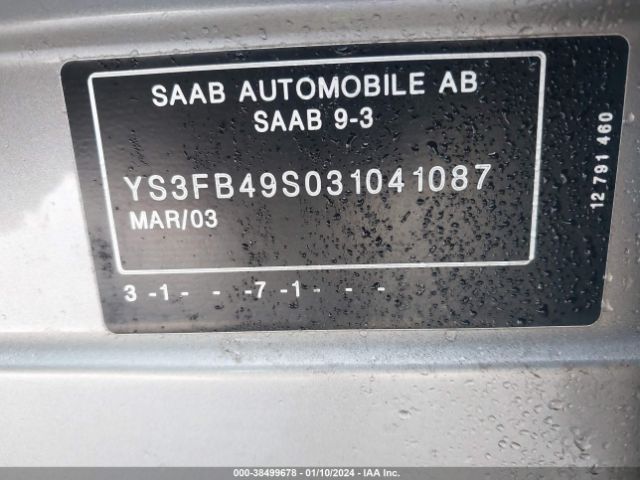 SAAB AUTOMOBILE AB
SAAB 9-3
YS3FB49S031041087
MAR/03
3 -1 - - -7 -1 - - -
12 791 460
000-38499678 - 01/10/2024 - IAA Inc.